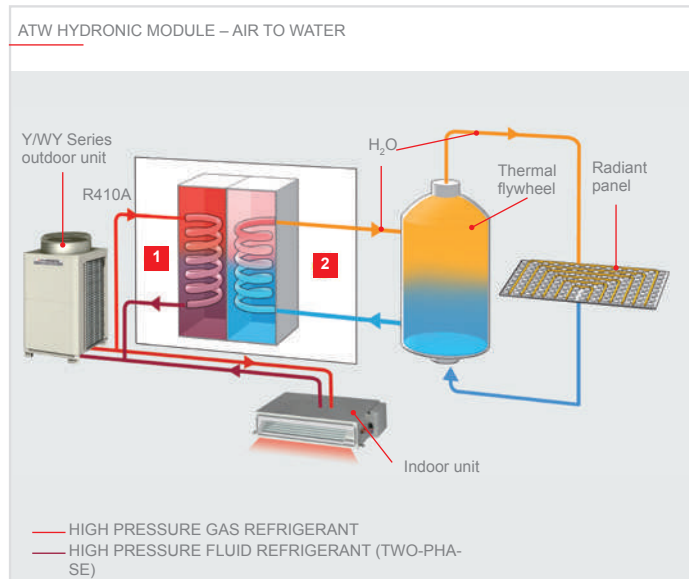 ATW HYDRONIC MODULE – AIR TO WATER
Y/WY Series
outdoor unit
R410A
H₂O
Thermal
flywheel
Radiant
panel
1
2
Indoor unit
HIGH PRESSURE GAS REFRIGERANT
HIGH PRESSURE FLUID REFRIGERANT (TWO-PHA-
SE)